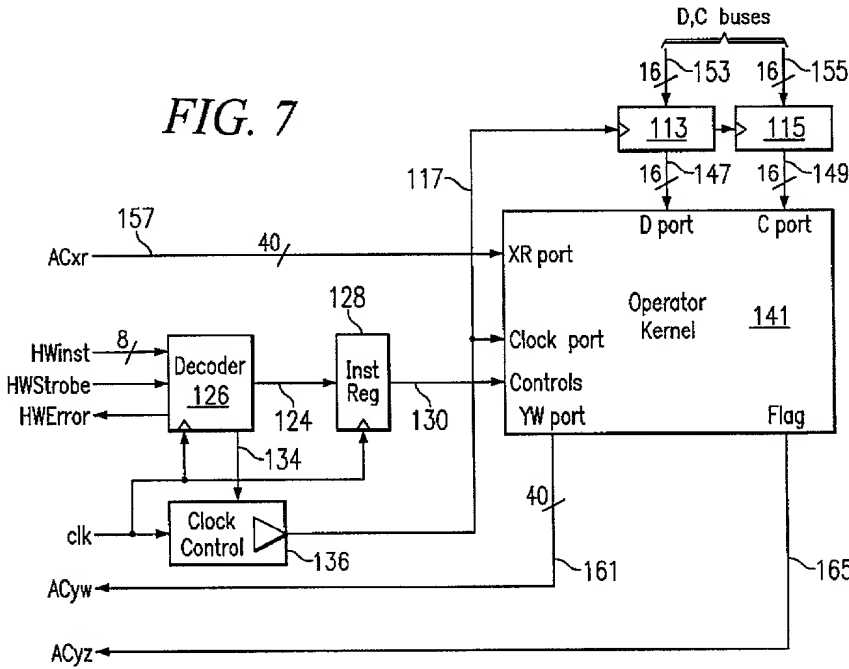 D,C buses
16 153 16 155
FIG. 7
113 115
117 16 147 16 149
157
ACxr 40 XR port D port C port
128 Operator
Kernel 141
HWinst 8 Decoder Inst
Reg Clock port
HWStrobe 126 124 130 Controls
HWError YW port Flag
134
40
clk Clock
Control 136
161 165
ACyw
ACyz